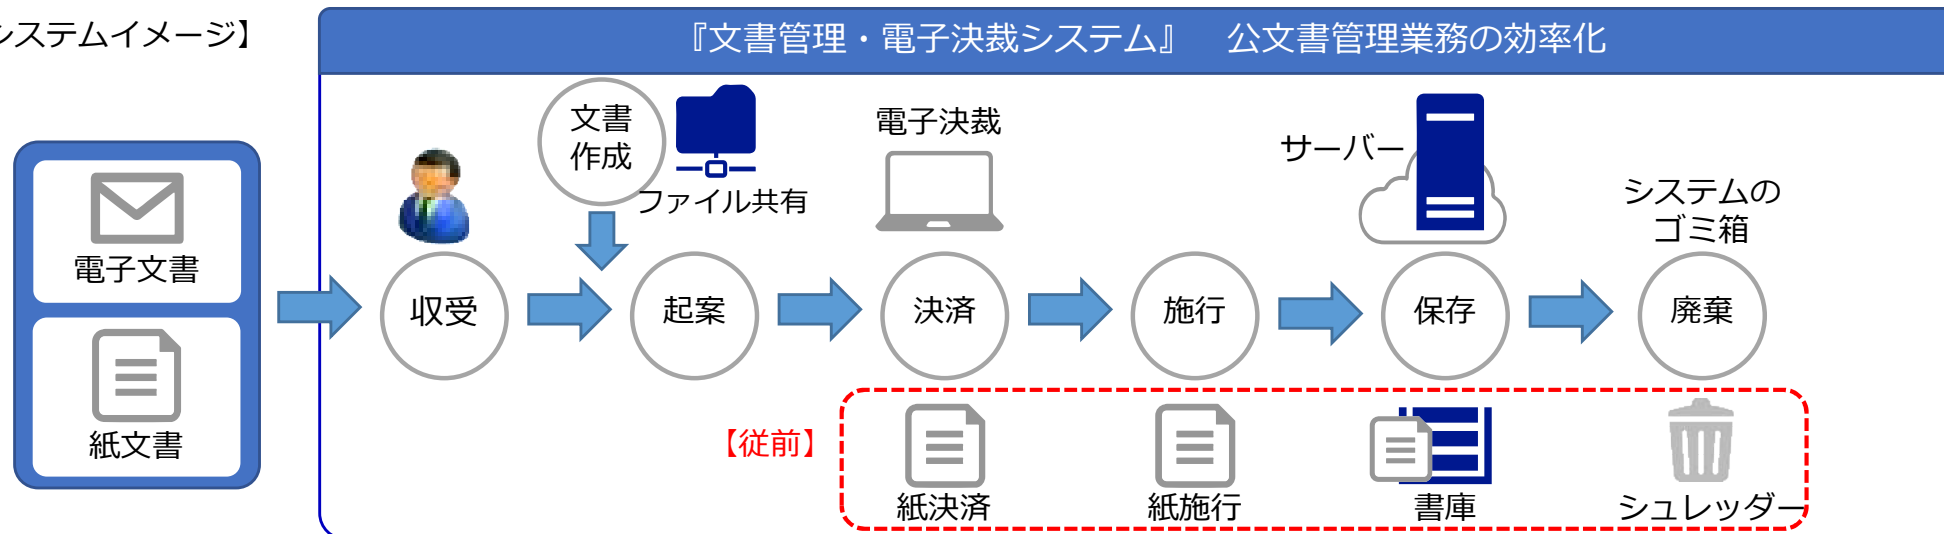 システムイメージ】
『文書管理・電子決裁システム』　公文書管理業務の効率化
電子文書
紙文書
文書
作成
ファイル共有
電子決裁
サーバー
システムの
ゴミ箱
収受
起案
決済
施行
保存
廃棄
【従前】
紙決済
紙施行
書庫
シュレッダー